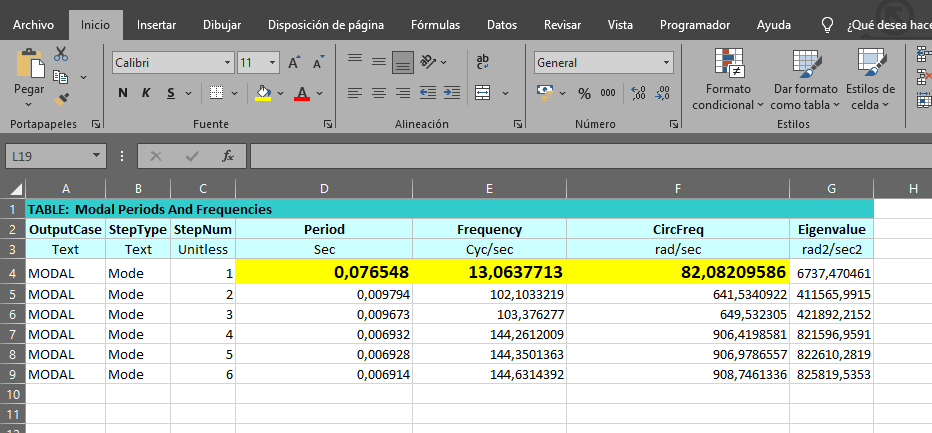 Archivo Inicio Insertar Dibujar Disposición de página Fórmulas Datos Revisar Vista Programador Ayuda ¿Qué desea hace
Calibri 11 General
Pegar N K S A % 000 Formato condicional Dar formato como tabla Estilos de celda
Portapapeles Fuente Alineación Número Estilos
L19 fx
A B C D E F G H
1 TABLE: Modal Periods And Frequencies
2 OutputCase StepType StepNum Period Frequency CircFreq Eigenvalue
3 Text Text Unitless Sec Cyc/sec rad/sec rad2/sec2
4 MODAL Mode 1 0,076548 13,0637713 82,08209586 6737,470461
5 MODAL Mode 2 0,009794 102,1033219 641,5340922 411565,9915
6 MODAL Mode 3 0,009673 103,376277 649,532305 421892,2152
7 MODAL Mode 4 0,006932 144,2612009 906,4198581 821596,9591
8 MODAL Mode 5 0,006928 144,3501363 906,9786557 822610,2819
9 MODAL Mode 6 0,006914 144,6314392 908,7461336 825819,5353
10
11